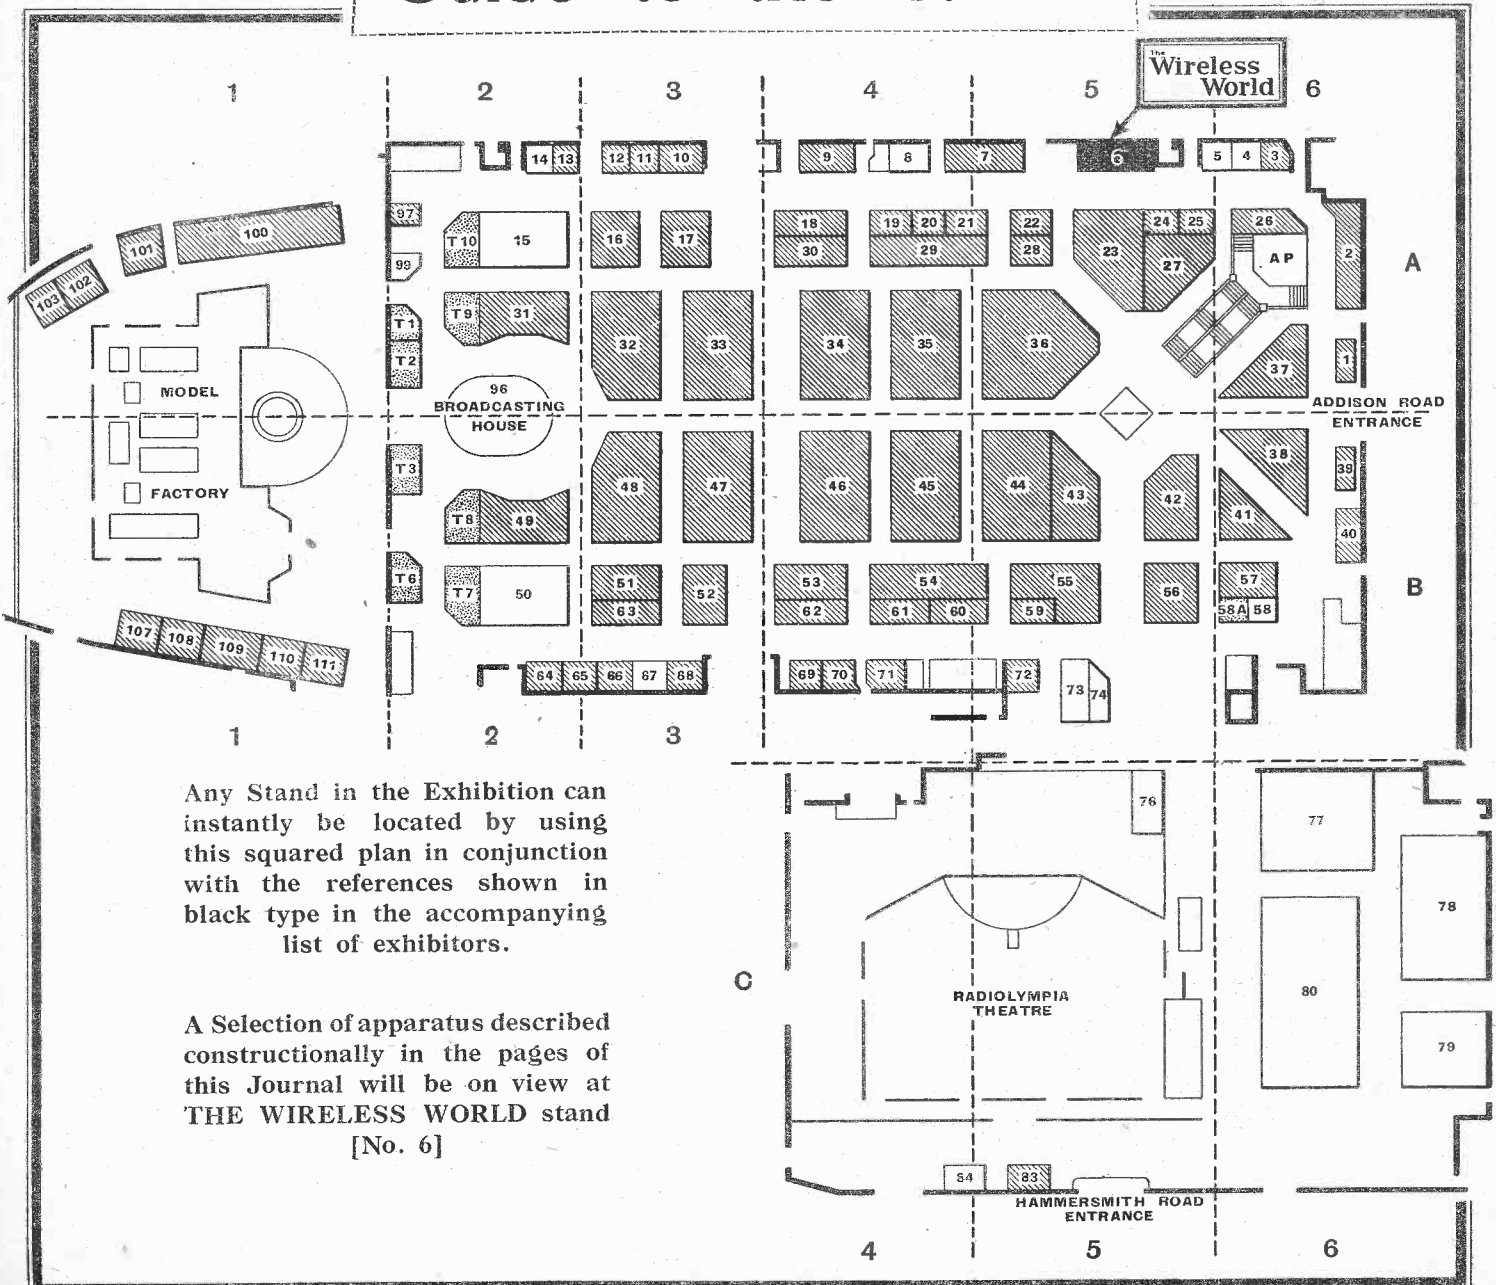 The
Wireless
World
1 2 3 4 5 6
14 13 12 11 10 9 8 7 6 5 4 3
97 T10 15 16 17 18 19 20 21 22 24 25 26
30 29 28 23 27 AP 2 A
99
101 100
103 102
T1 T9 31 32 33 34 35 36
T2 37 1
MODEL
96
BROADCASTING
HOUSE
ADDISON ROAD
ENTRANCE
T3 48 47 46 45 44 43 42 38 39
FACTORY
T8 49 41 40
T6 T7 50 51 52 53 54 55 56 57 B
63 62 61 60 59 58A 58
107 108 109 110 111
64 65 66 67 68 69 70 71 72 73 74
1 2 3
Any Stand in the Exhibition can
instantly be located by using
this squared plan in conjunction
with the references shown in
black type in the accompanying
list of exhibitors.
A Selection of apparatus described
constructionally in the pages of
this Journal will be on view at
THE WIRELESS WORLD stand
[No. 6]
76 77
78
C
RADIOLYMPIA
THEATRE
80
79
84 83
HAMMERSMITH ROAD
ENTRANCE
4 5 6